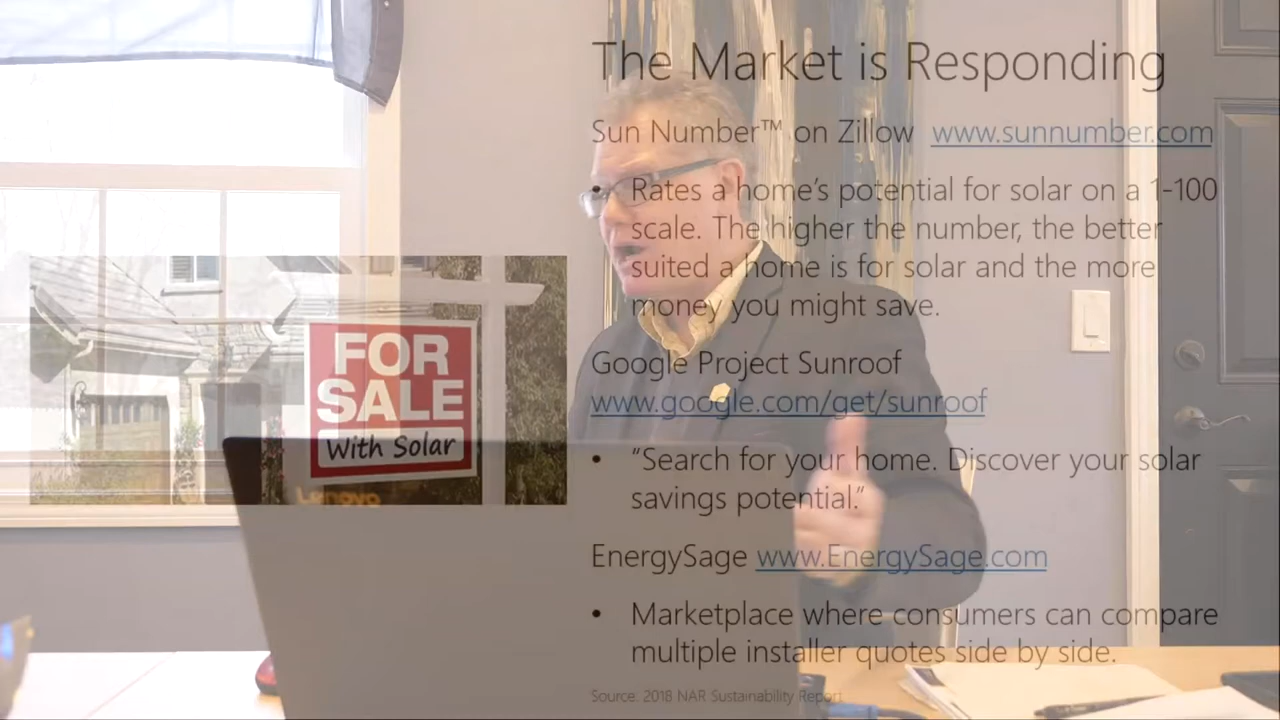 The Market is Responding
Sun Number™ on Zillow www.sunnumber.com
• Rates a home's potential for solar on a 1-100
scale. The higher the number, the better
suited a home is for solar and the more
money you might save.
Google Project Sunroof
www.google.com/get/sunroof
• “Search for your home. Discover your solar
savings potential.”
EnergySage www.EnergySage.com
• Marketplace where consumers can compare
multiple installer quotes side by side.
Source: 2018 NAR Sustainability Report
FOR
SALE
With Solar
Lenovo